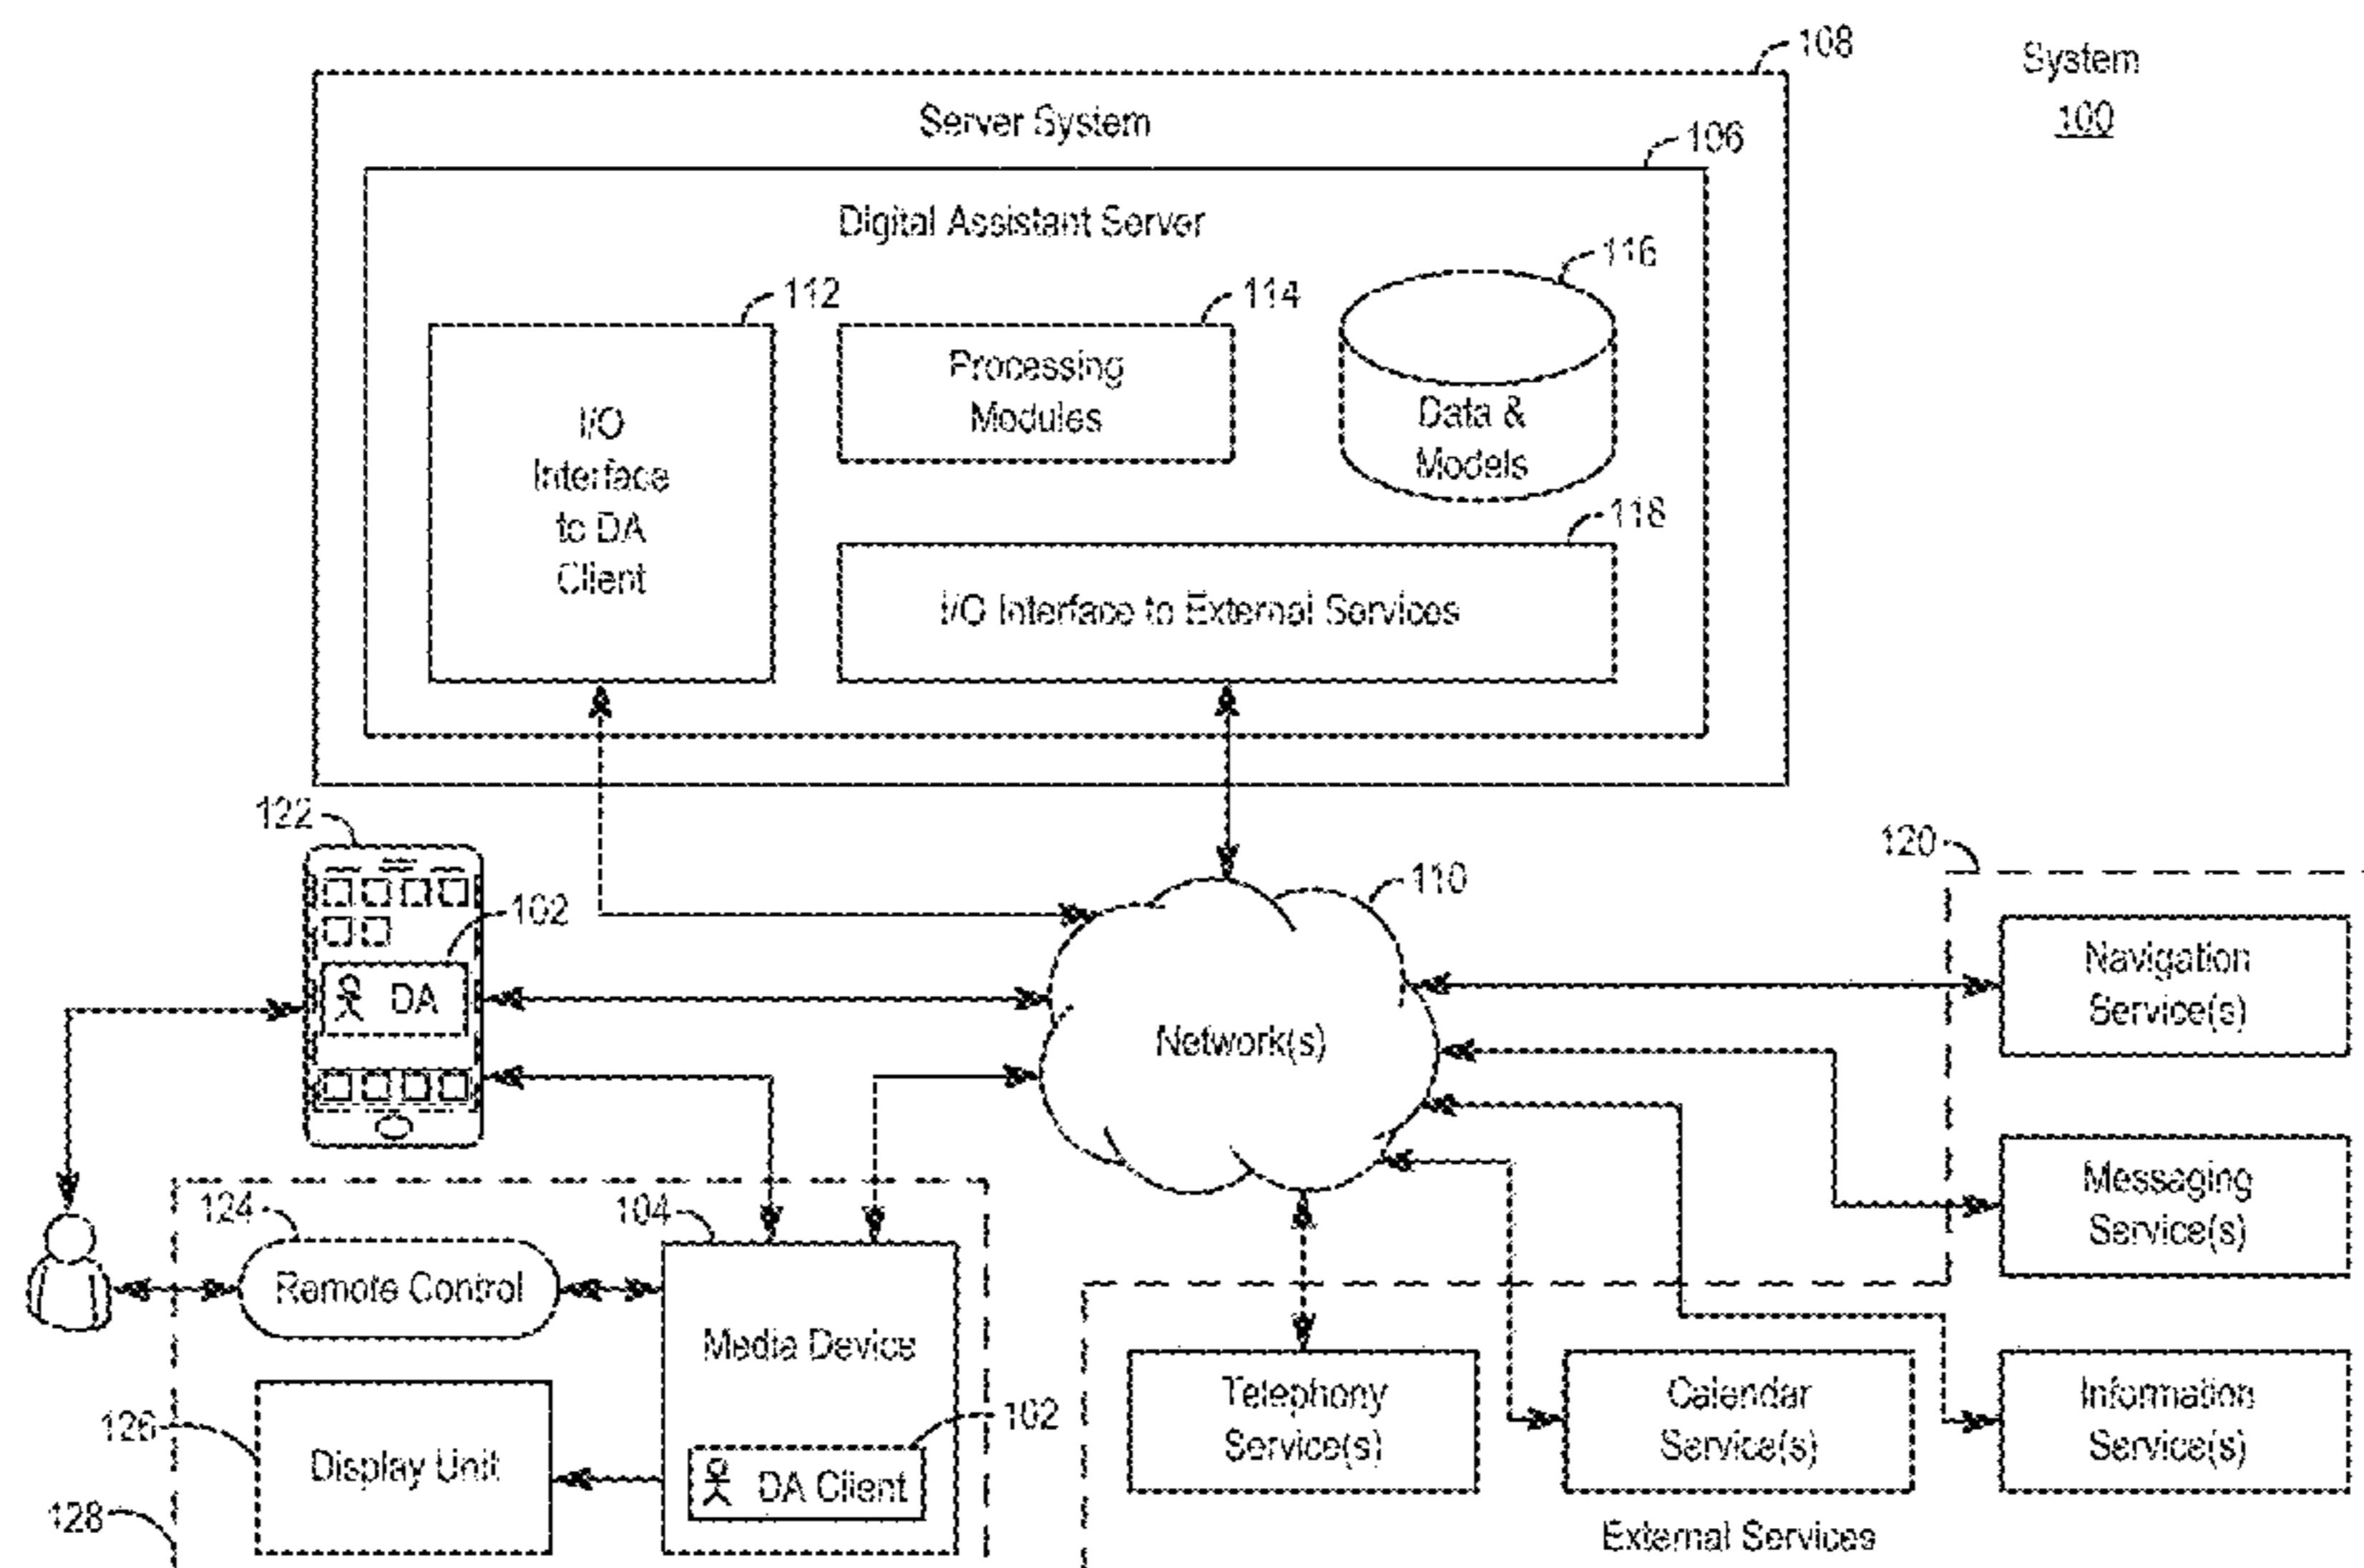 108
System
100
Server System
106
Digital Assistant Server
116
112
114
Processing
Modules
I/O
Interface
to DA
Client
Data &
Models
118
I/O Interface to External Services
122
120
110
102
DA
Navigation
Service(s)
Network(s)
Messaging
Service(s)
124
104
Remote Control
Media Device
126
Display Unit
102
DA Client
Telephony
Service(s)
Calendar
Service(s)
Information
Service(s)
128
External Services